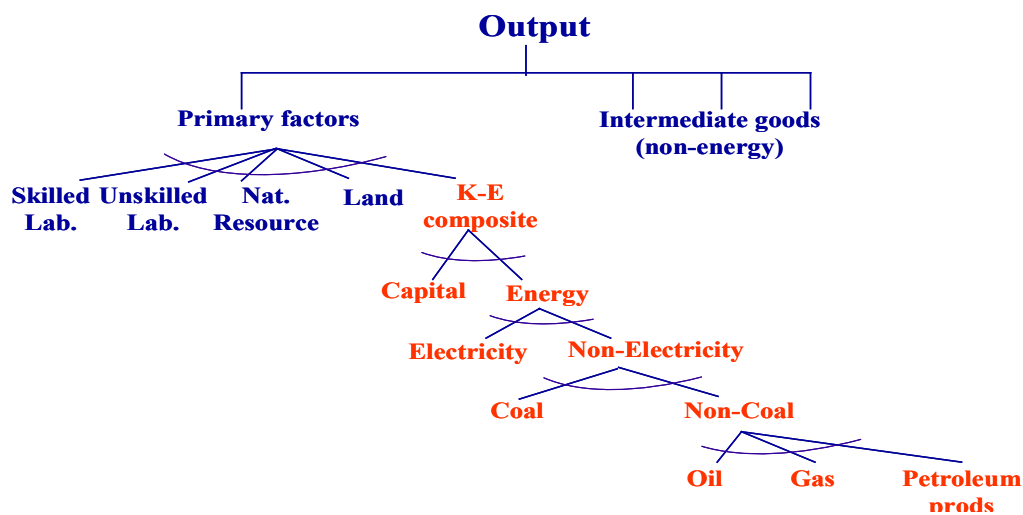 Output
Primary factors
Intermediate goods
(non-energy)
Skilled
Lab.
Unskilled
Lab.
Nat.
Resource
Land
K-E
composite
Capital
Energy
Electricity
Non-Electricity
Coal
Non-Coal
Oil
Gas
Petroleum
prods